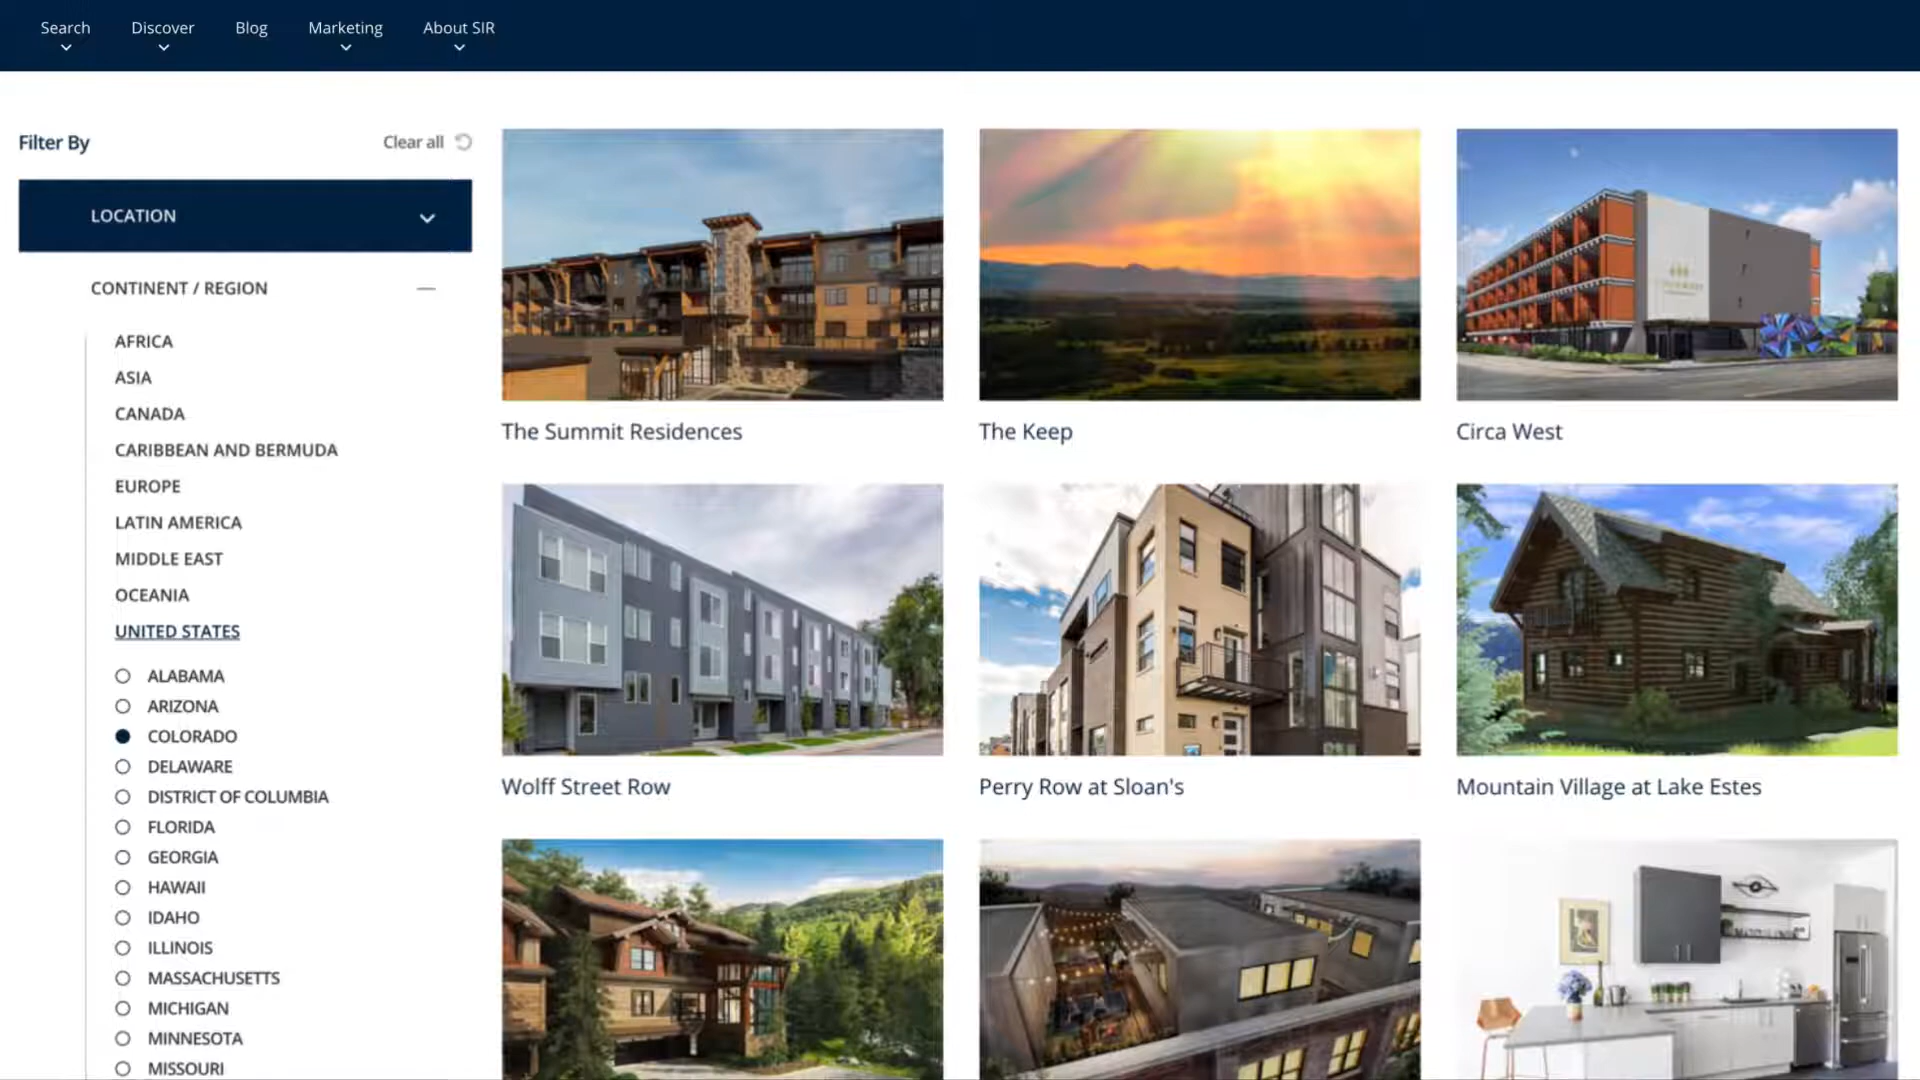 Search
Discover
Blog
Marketing
About SIR
Filter By
Clear all
LOCATION
CONTINENT / REGION
AFRICA
ASIA
CANADA
CARIBBEAN AND BERMUDA
EUROPE
LATIN AMERICA
MIDDLE EAST
OCEANIA
UNITED STATES
ALABAMA
ARIZONA
COLORADO
DELAWARE
DISTRICT OF COLUMBIA
FLORIDA
GEORGIA
HAWAII
IDAHO
ILLINOIS
MASSACHUSETTS
MICHIGAN
MINNESOTA
MISSOURI
The Summit Residences
The Keep
Circa West
Wolff Street Row
Perry Row at Sloan's
Mountain Village at Lake Estes